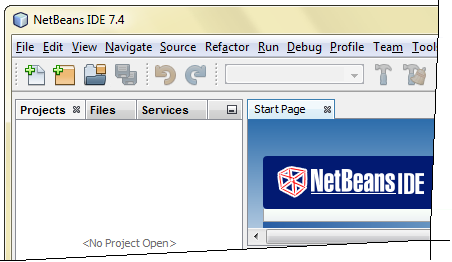 NetBeans IDE 7.4
File Edit View Navigate Source Refactor Run Debug Profile Team Tools
Projects Files Services Start Page
NetBeans IDE
<No Project Open>